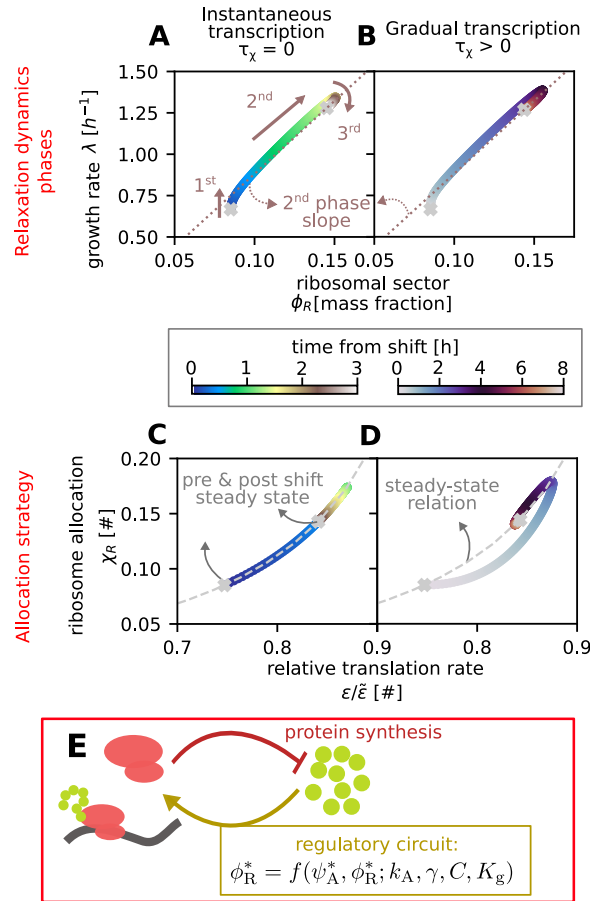 A
Instantaneous
transcription
τχ = 0
B
Gradual transcription
τχ > 0
Relaxation dynamics
phases
growth rate λ [h⁻¹]
1.50
1.25
1.00
0.75
0.50
1st
2nd
3rd
2nd phase
slope
0.05 0.10 0.15 0.05 0.10 0.15
ribosomal sector
ϕR [mass fraction]
time from shift [h]
0 1 2 3 0 2 4 6 8
C
D
Allocation strategy
ribosome allocation
χR [#]
0.20
0.15
0.10
0.05
pre & post shift
steady state
steady-state
relation
0.7 0.8 0.9 0.8 0.9
relative translation rate
ε/ε̃ [#]
E
protein synthesis
regulatory circuit:
ϕ*R = f(ψ*A, ϕ*R; kA, γ, C, Kg)